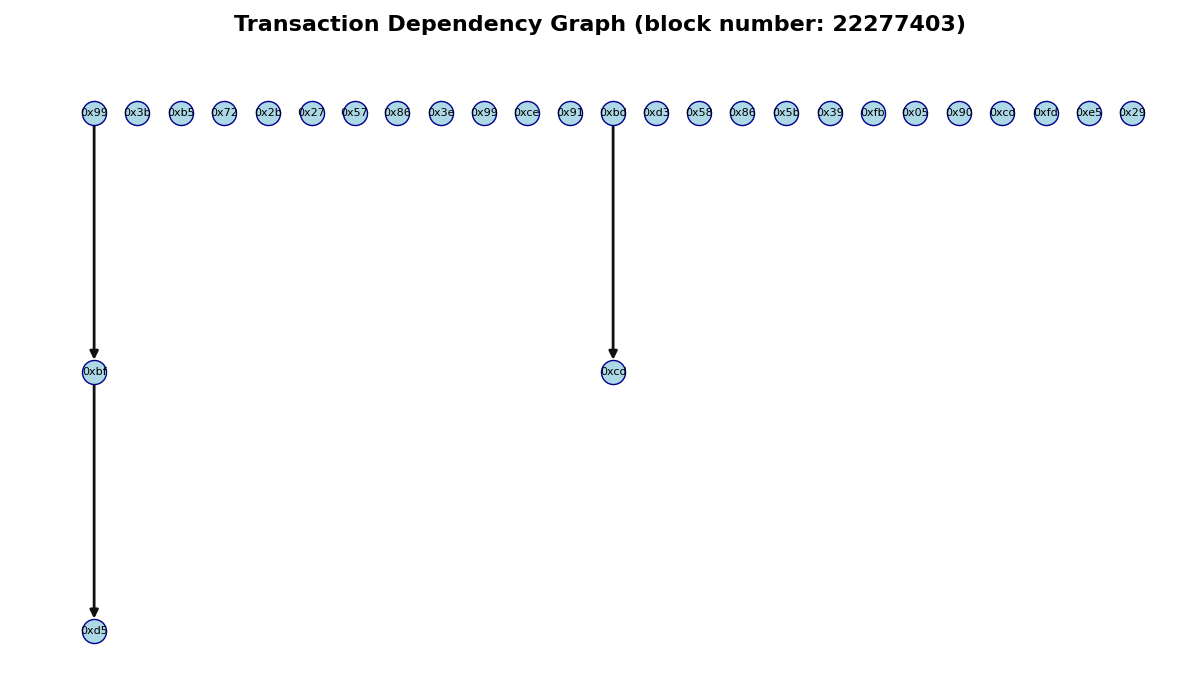 Transaction Dependency Graph (block number: 22277403)
0x99 0x3b 0xb5 0x72 0x2b 0x27 0x57 0x86 0x3e 0x99 0xce 0x91 0xbd 0xd3 0x58 0x86 0x5b 0x39 0xfb 0x05 0x90 0xcd 0xfd 0xe5 0x29
0xbf 0xcd
0xd5